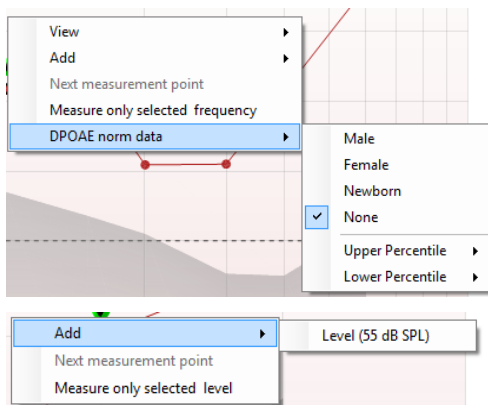 View
Add
Next measurement point
Measure only selected frequency
DPOAE norm data
Male
Female
Newborn
None
Upper Percentile
Lower Percentile
Add
Level (55 dB SPL)
Next measurement point
Measure only selected level